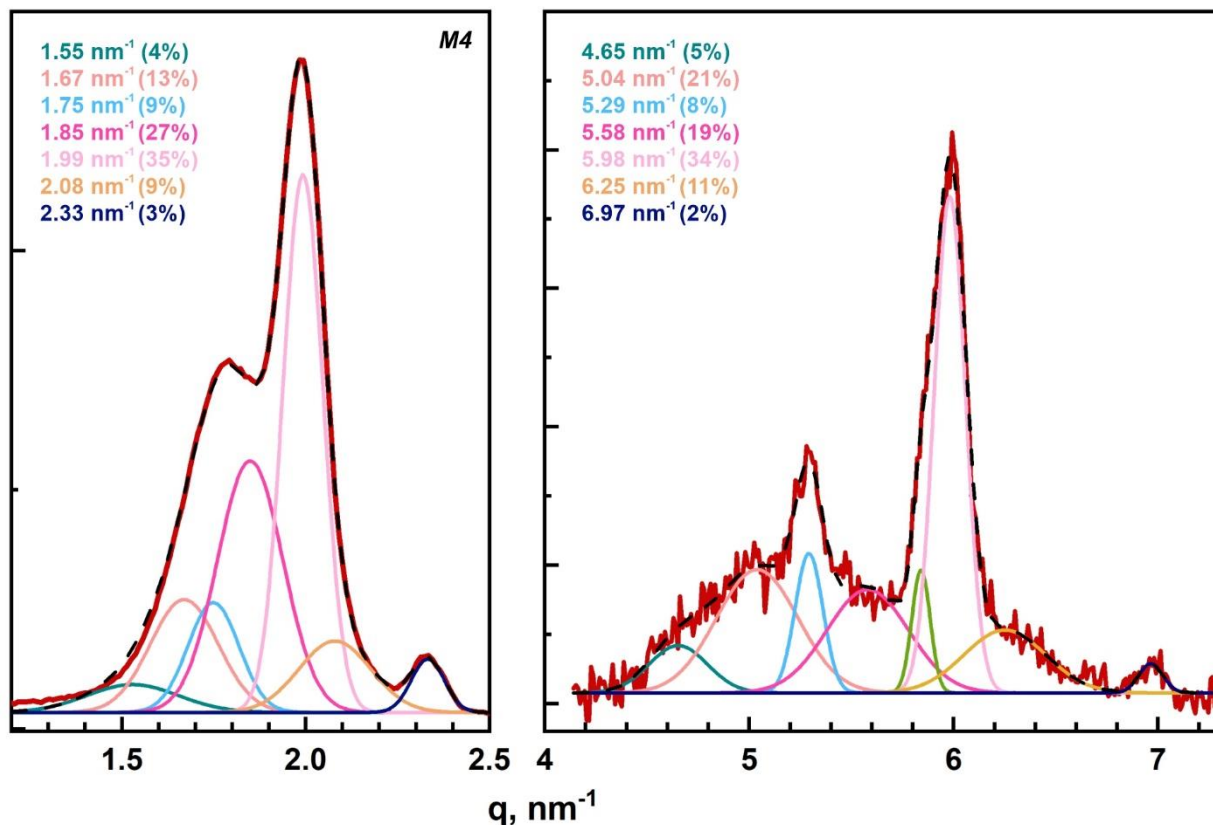 M4
1.55 nm⁻¹ (4%)
1.67 nm⁻¹ (13%)
1.75 nm⁻¹ (9%)
1.85 nm⁻¹ (27%)
1.99 nm⁻¹ (35%)
2.08 nm⁻¹ (9%)
2.33 nm⁻¹ (3%)
4.65 nm⁻¹ (5%)
5.04 nm⁻¹ (21%)
5.29 nm⁻¹ (8%)
5.58 nm⁻¹ (19%)
5.98 nm⁻¹ (34%)
6.25 nm⁻¹ (11%)
6.97 nm⁻¹ (2%)
1.5 2.0 2.5
4 5 6 7
q, nm⁻¹